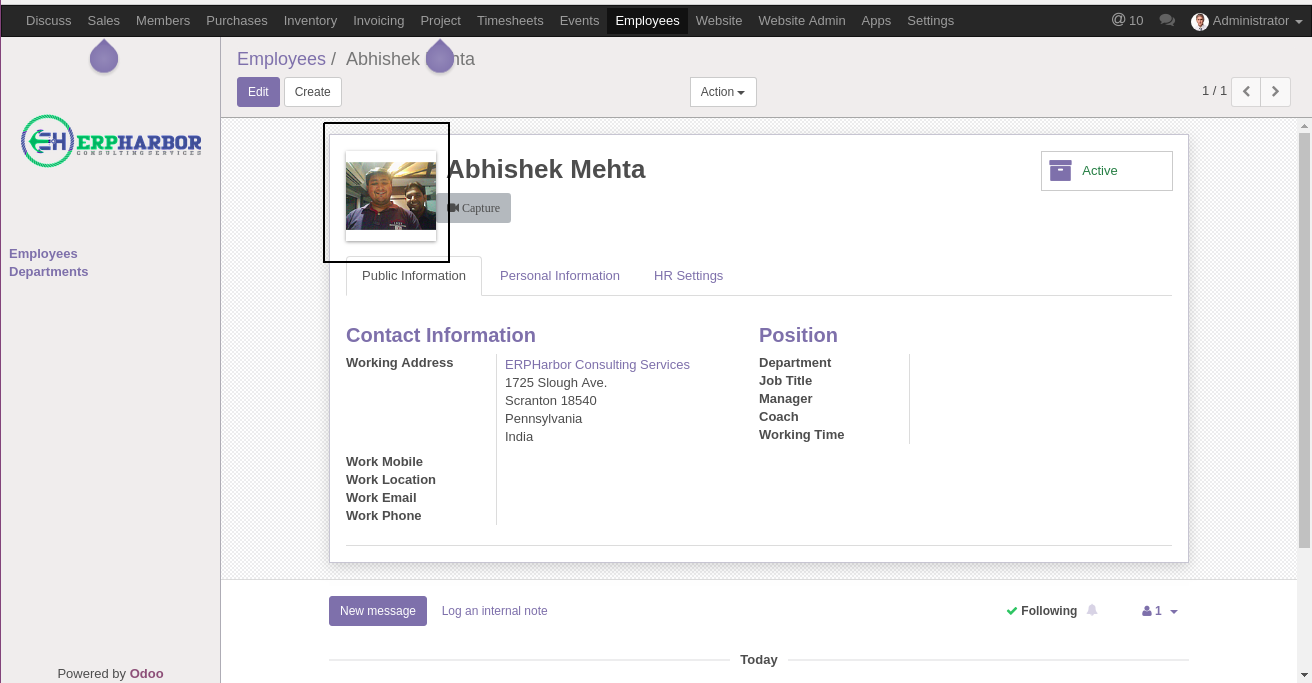 Discuss Sales Members Purchases Inventory Invoicing Project Timesheets Events Employees Website Website Admin Apps Settings @ 10 Administrator
Employees / Abhishek nta
Edit Create Action 1 / 1
EH ERPHARBOR
CONSULTING SERVICES
Abhishek Mehta
Active
Capture
Employees
Departments
Public Information Personal Information HR Settings
Contact Information Position
Working Address ERPHarbor Consulting Services Department
1725 Slough Ave. Job Title
Scranton 18540 Manager
Pennsylvania Coach
India Working Time
Work Mobile
Work Location
Work Email
Work Phone
New message Log an internal note Following 1
Today
Powered by Odoo